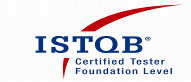 ISTQB®
Certified Tester
Foundation Level